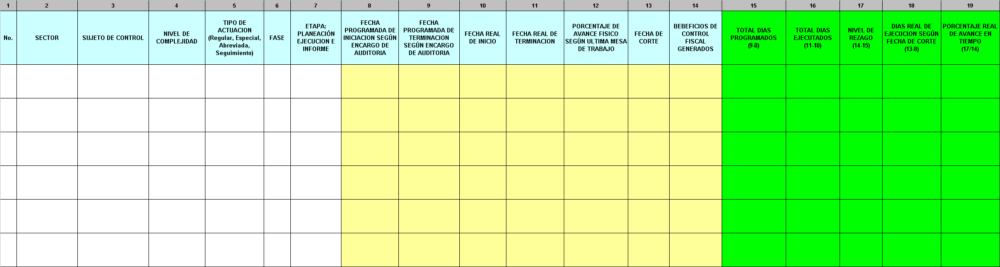 1 2 3 4 5 6 7 8 9 10 11 12 13 14 15 16 17 18 19
No.
SECTOR
SUJETO DE CONTROL
NIVEL DE
COMPLEJIDAD
TIPO DE
ACTUACION
(Regular, Especial,
Abreviada,
Seguimiento)
FASE
ETAPA:
PLANEACIÓN
EJECUCION E
INFORME
FECHA
PROGRAMADA DE
INICIACION SEGÚN
ENCARGO DE
AUDITORIA
FECHA
PROGRAMADA DE
TERMINACION
SEGÚN ENCARGO
DE AUDITORIA
FECHA REAL
DE INICIO
FECHA REAL DE
TERMINACION
PORCENTAJE DE
AVANCE FISICO
SEGÚN ULTIMA MESA
DE TRABAJO
FECHA DE
CORTE
BEBEFICIOS DE
CONTROL
FISCAL
GENERADOS
TOTAL DIAS
PROGRAMADOS
(9-8)
TOTAL DIAS
EJECUTADOS
(11-10)
NIVEL DE
REZAGO
(14-15)
DIAS REAL DE
EJECUCION SEGÚN
FECHA DE CORTE
(13-8)
PORCENTAJE REAL
DE AVANCE EN
TIEMPO
(17/14)